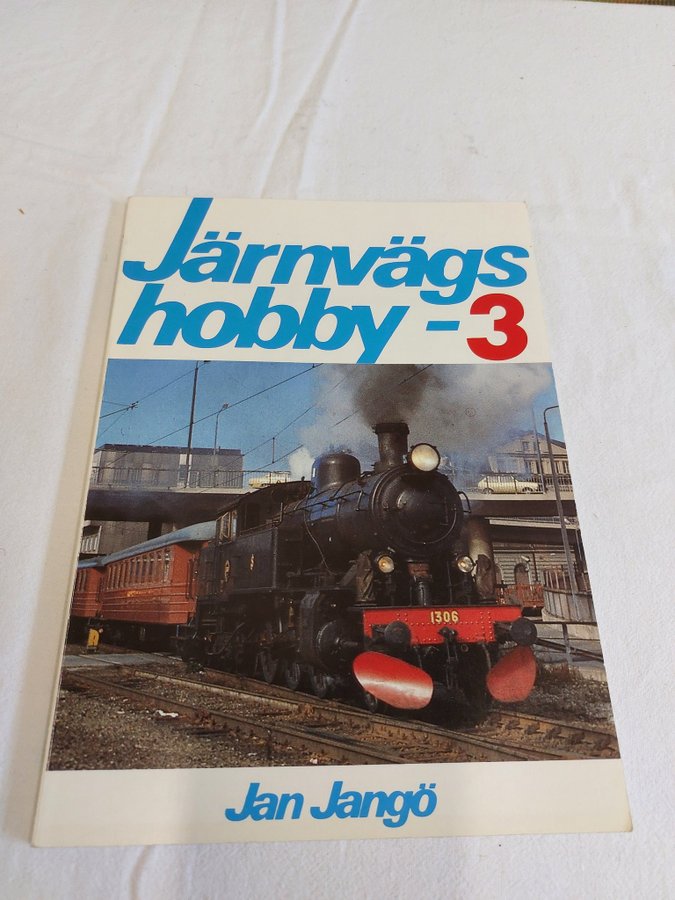 Järnvägs
hobby - 3
1306
Jan Jangö